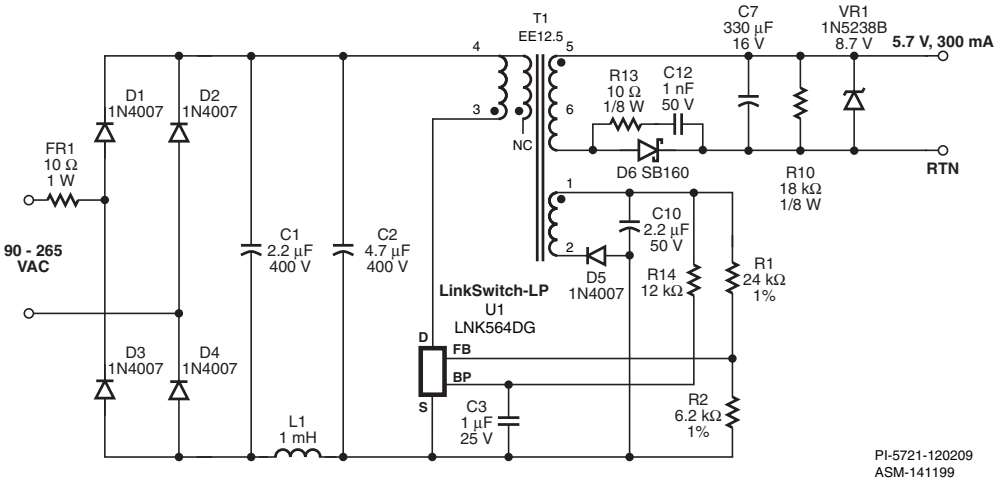 T1
EE12.5
4
3
5
6
NC
C7
330 μF
16 V
VR1
1N5238B
8.7 V
5.7 V, 300 mA
R13
10 Ω
1/8 W
C12
1 nF
50 V
D6 SB160
R10
18 kΩ
1/8 W
RTN
D1
1N4007
D2
1N4007
FR1
10 Ω
1 W
90 - 265
VAC
C1
2.2 μF
400 V
C2
4.7 μF
400 V
1
2
C10
2.2 μF
50 V
D5
1N4007
R14
12 kΩ
R1
24 kΩ
1%
LinkSwitch-LP
U1
LNK564DG
D
FB
BP
S
D3
1N4007
D4
1N4007
L1
1 mH
C3
1 μF
25 V
R2
6.2 kΩ
1%
PI-5721-120209
ASM-141199